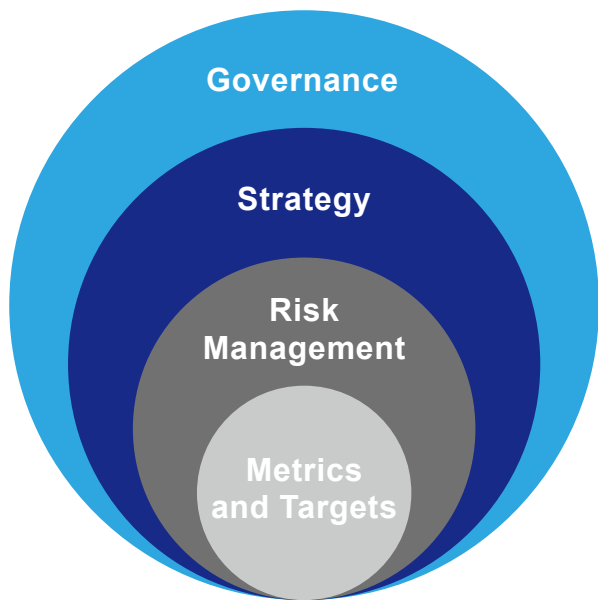 Governance
Strategy
Risk
Management
Metrics
and Targets